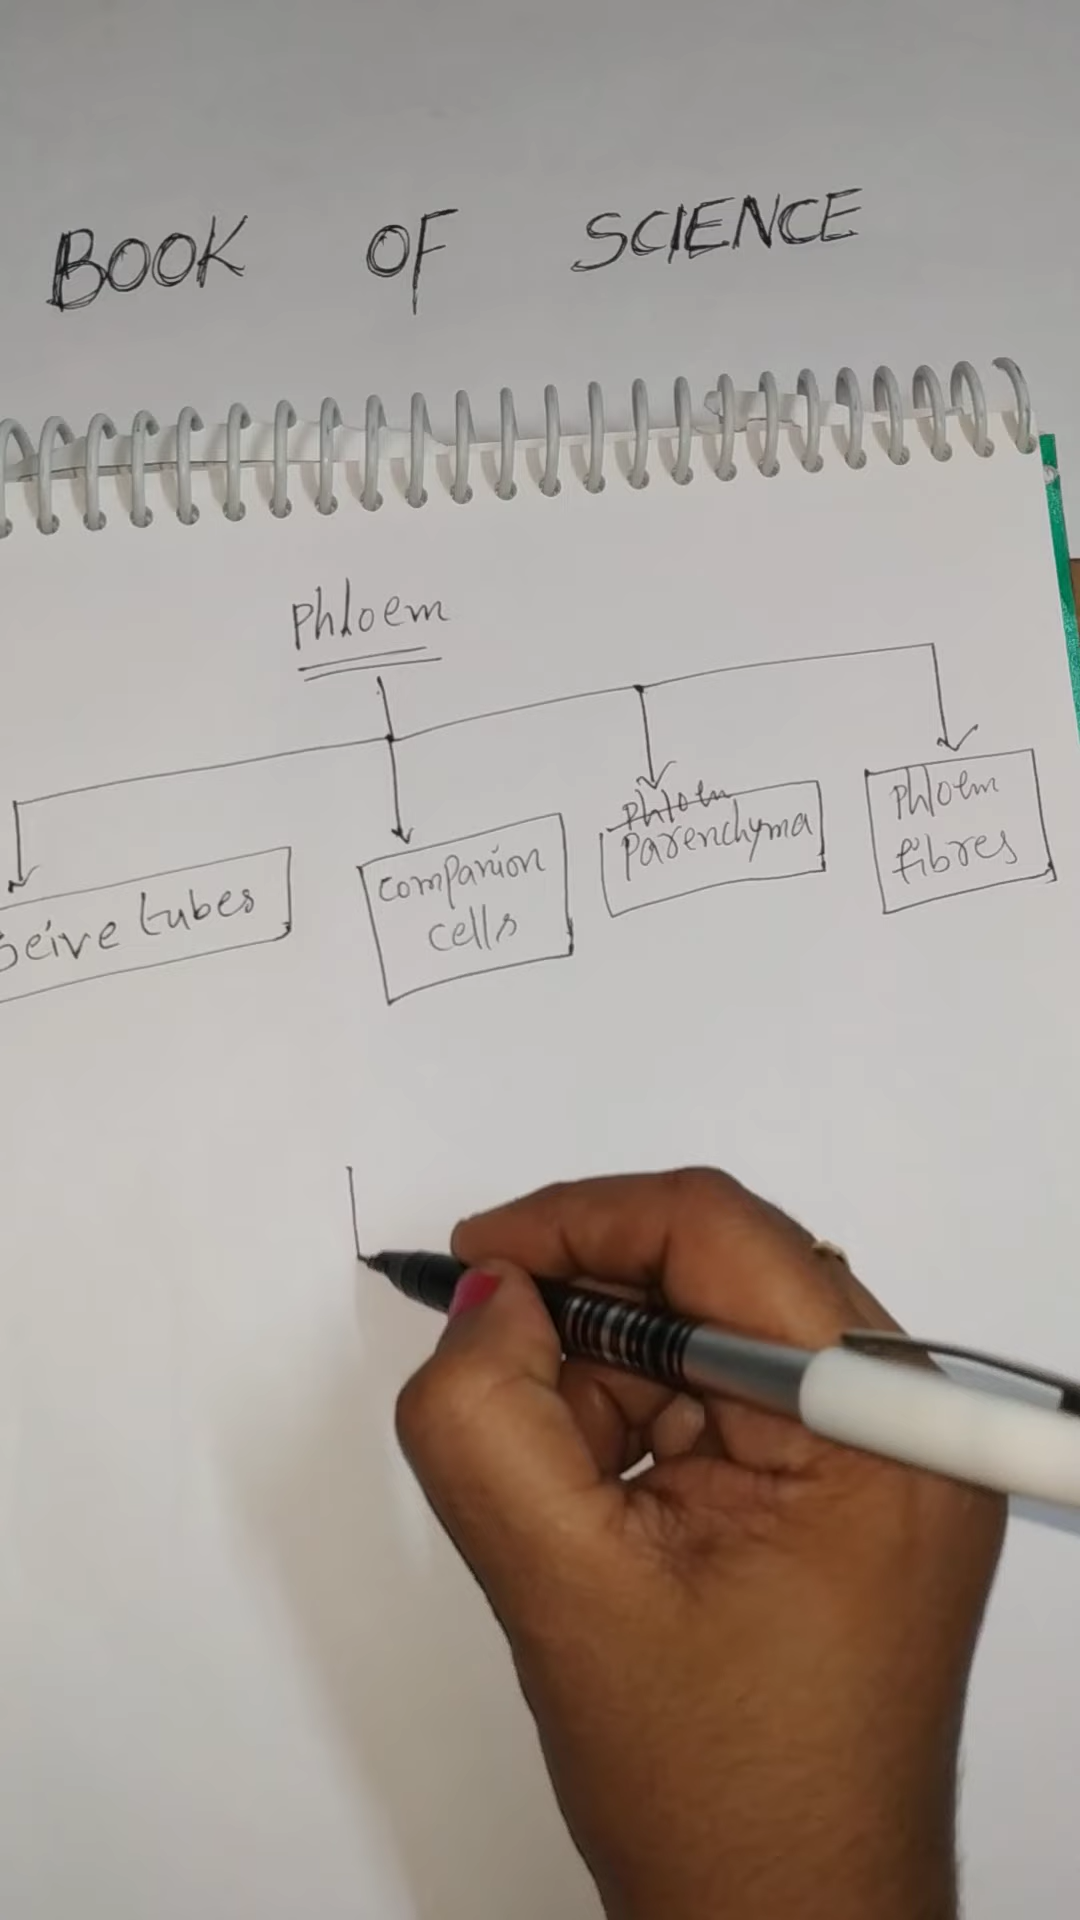 BOOK OF SCIENCE
Phloem
Seive tubes
companion
cells
Phloem
Parenchyma
Phloem
fibres